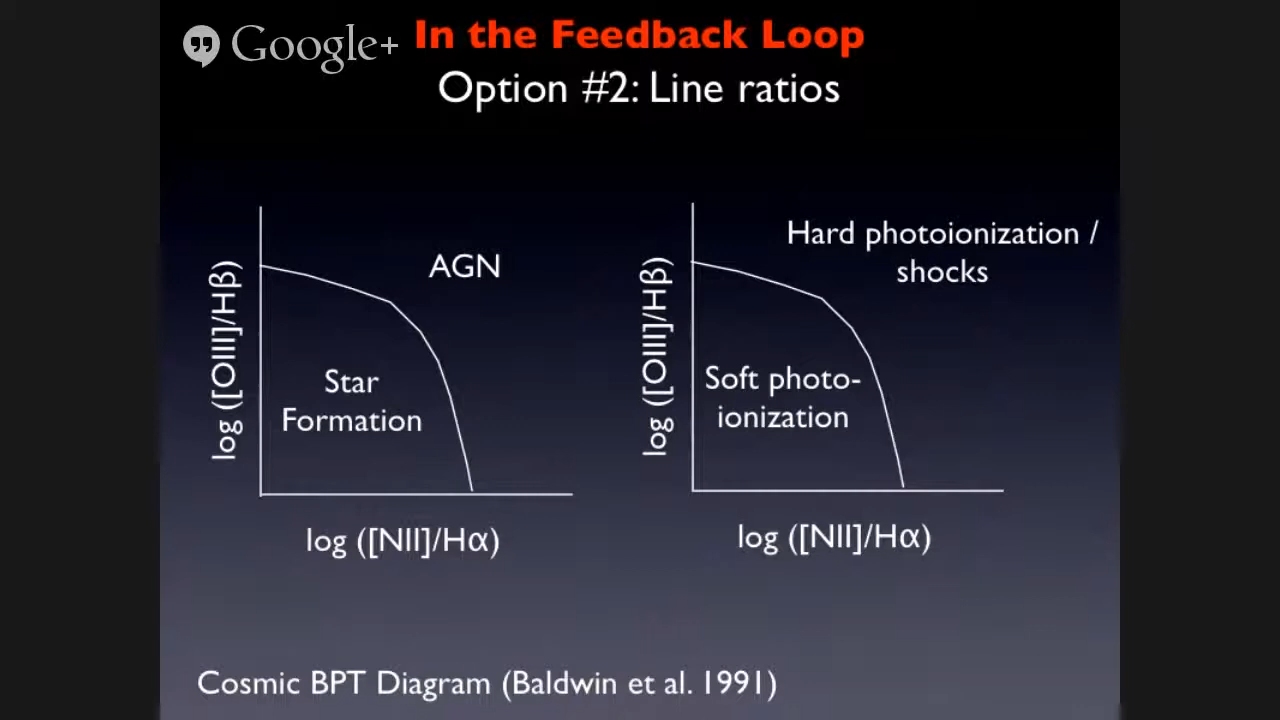 Google+
In the Feedback Loop
Option #2: Line ratios
log ([OIII]/Hβ)
AGN
Star
Formation
log ([NII]/Hα)
log ([OIII]/Hβ)
Hard photoionization /
shocks
Soft photo-
ionization
log ([NII]/Hα)
Cosmic BPT Diagram (Baldwin et al. 1991)